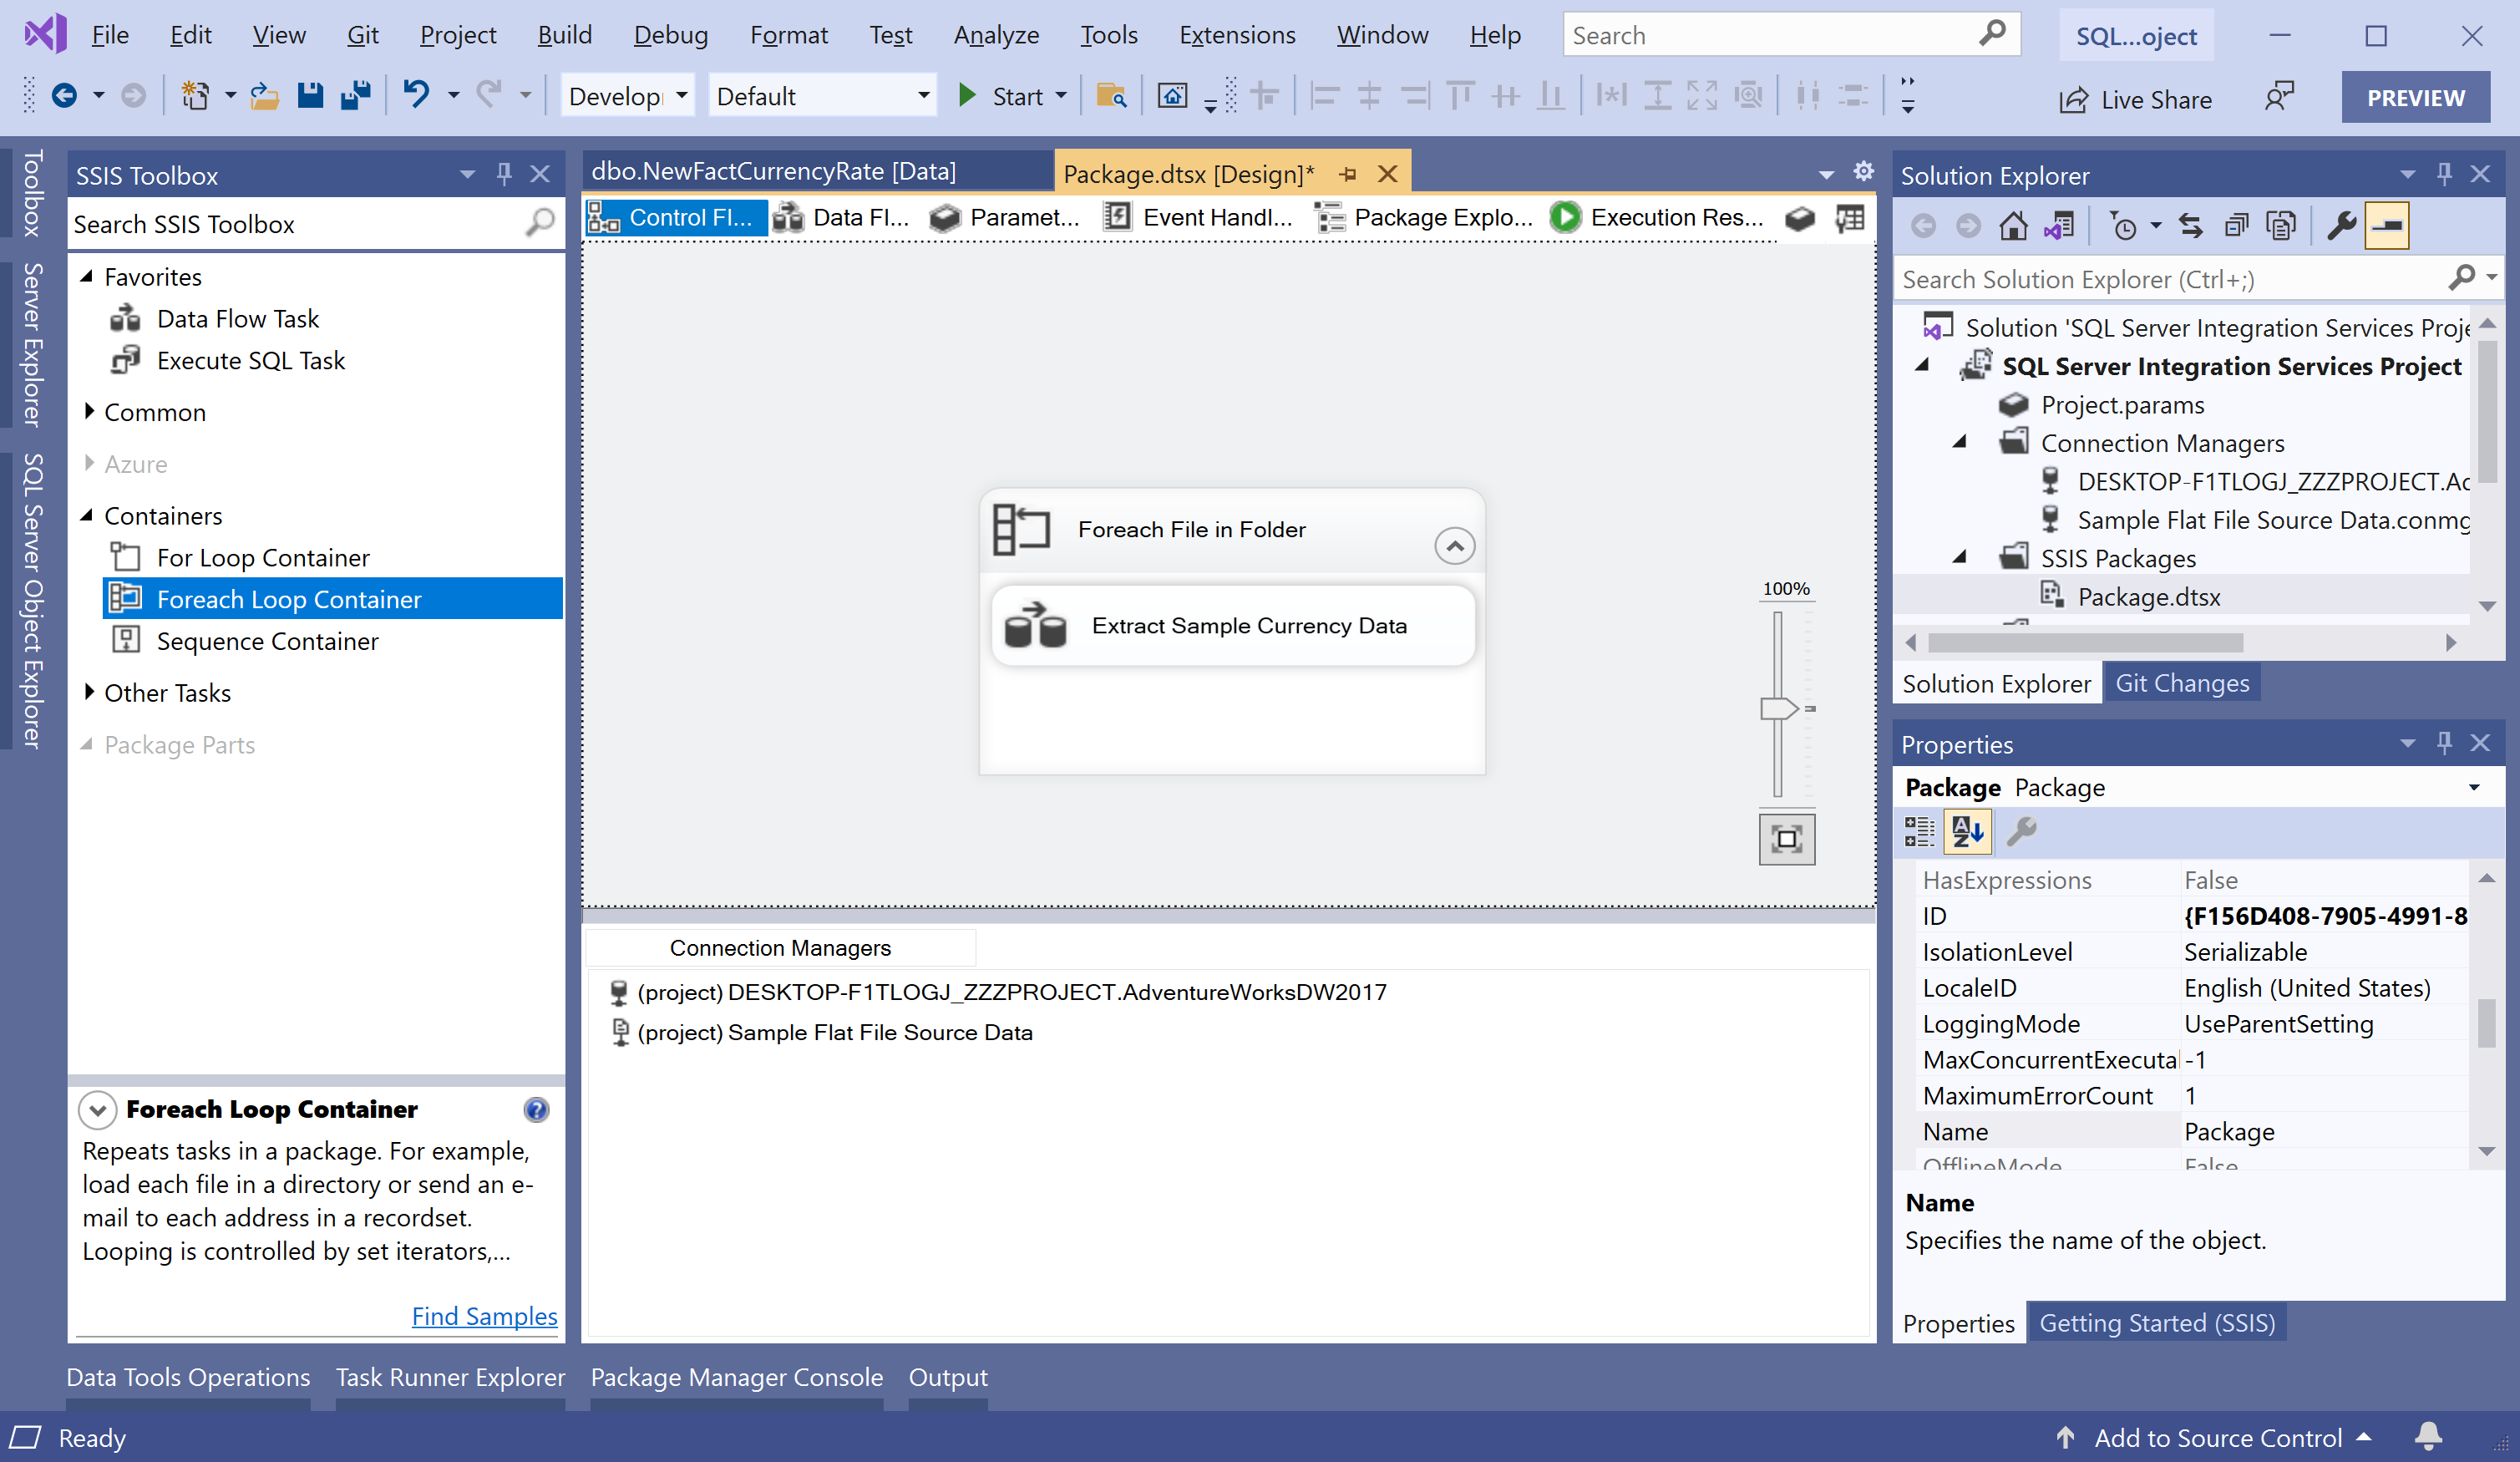 File Edit View Git Project Build Debug Format Test Analyze Tools Extensions Window Help Search SQL...oject
Develop Default Start Live Share PREVIEW
Toolbox
Server Explorer
SQL Server Object Explorer
SSIS Toolbox
Search SSIS Toolbox
Favorites
Data Flow Task
Execute SQL Task
Common
Azure
Containers
For Loop Container
Foreach Loop Container
Sequence Container
Other Tasks
Package Parts
Foreach Loop Container
Repeats tasks in a package. For example,
load each file in a directory or send an e-
mail to each address in a recordset.
Looping is controlled by set iterators,...
Find Samples
dbo.NewFactCurrencyRate [Data] Package.dtsx [Design]*
Control Fl... Data Fl... Paramet... Event Handl... Package Explo... Execution Res...
Foreach File in Folder
Extract Sample Currency Data
100%
Connection Managers
(project) DESKTOP-F1TLOGJ_ZZZPROJECT.AdventureWorksDW2017
(project) Sample Flat File Source Data
Solution Explorer
Search Solution Explorer (Ctrl+;)
Solution 'SQL Server Integration Services Proje
SQL Server Integration Services Project
Project.params
Connection Managers
DESKTOP-F1TLOGJ_ZZZPROJECT.Ad
Sample Flat File Source Data.conmg
SSIS Packages
Package.dtsx
Solution Explorer Git Changes
Properties
Package Package
HasExpressions False
ID {F156D408-7905-4991-8
IsolationLevel Serializable
LocaleID English (United States)
LoggingMode UseParentSetting
MaxConcurrentExecutal -1
MaximumErrorCount 1
Name Package
OfflineMode False
Name
Specifies the name of the object.
Properties Getting Started (SSIS)
Data Tools Operations Task Runner Explorer Package Manager Console Output
Ready Add to Source Control